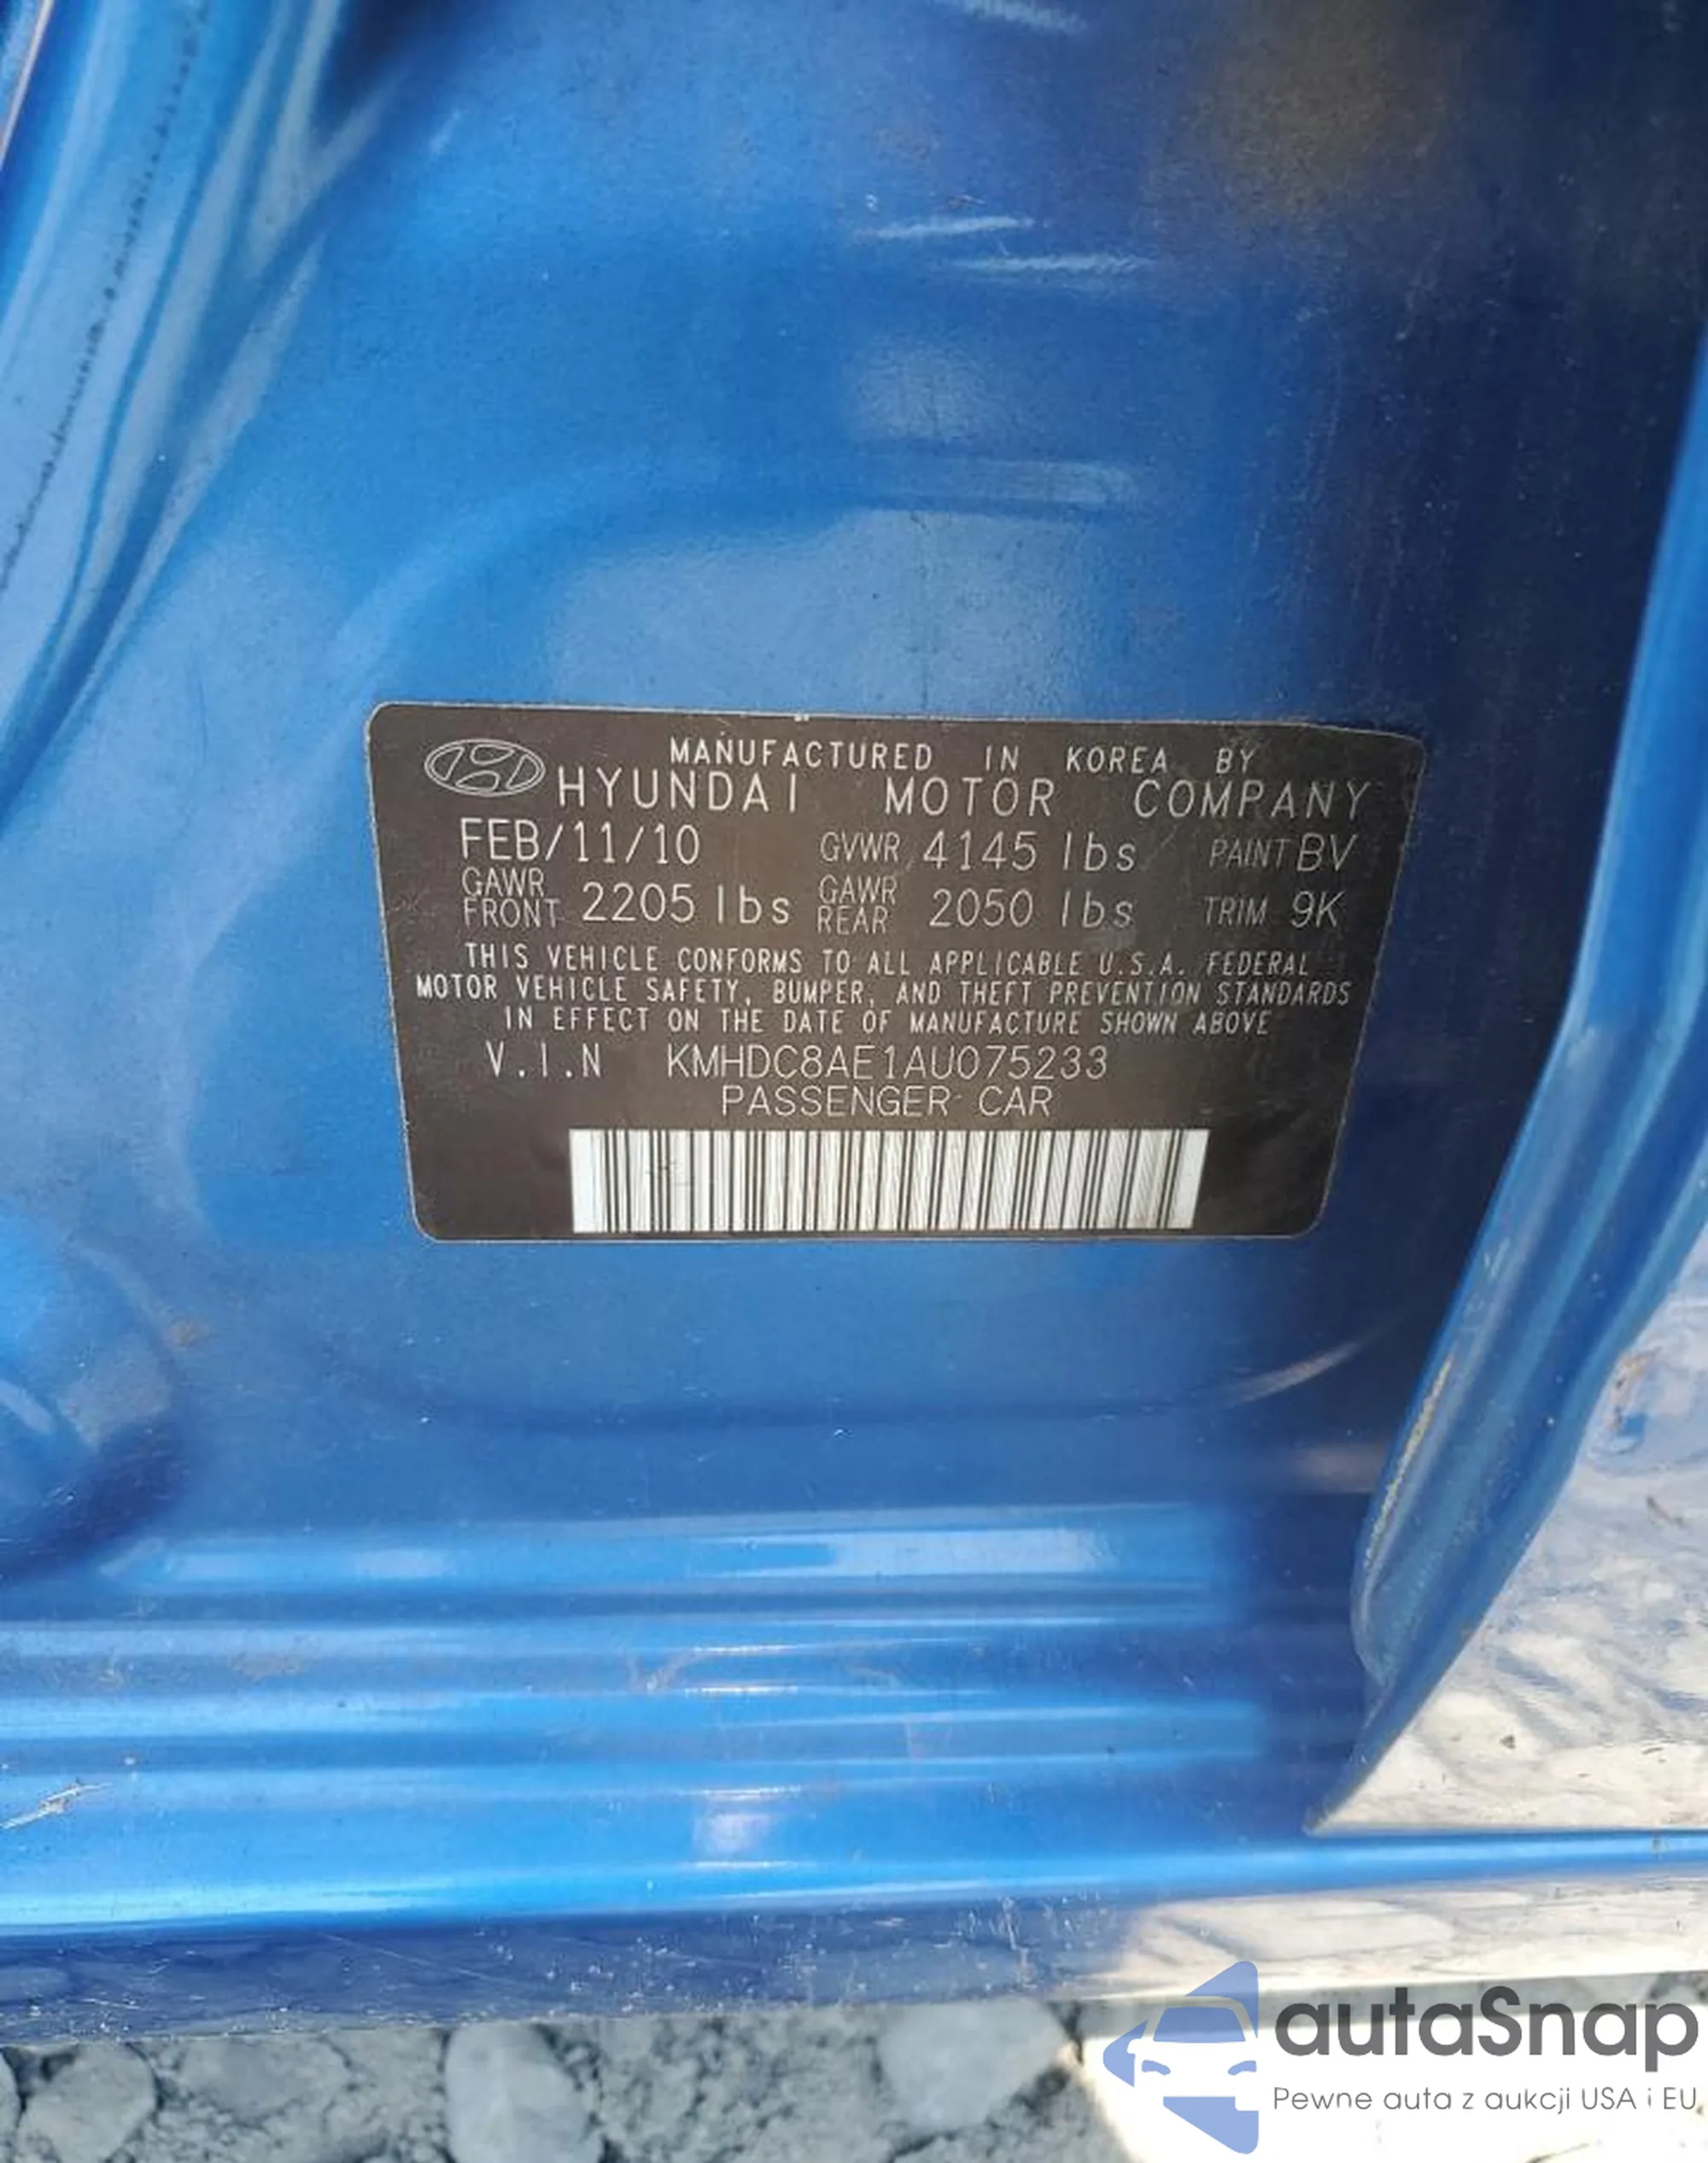 MANUFACTURED IN KOREA BY
HYUNDAI MOTOR COMPANY
FEB/11/10 GVWR 4145 lbs PAINT BV
GAWR FRONT 2205 lbs GAWR REAR 2050 lbs TRIM 9K
THIS VEHICLE CONFORMS TO ALL APPLICABLE U.S.A. FEDERAL
MOTOR VEHICLE SAFETY, BUMPER, AND THEFT PREVENTION STANDARDS
IN EFFECT ON THE DATE OF MANUFACTURE SHOWN ABOVE
V.I.N KMHDC8AE1AU075233
PASSENGER CAR
autaSnap
Pewne auta z aukcji USA i EU